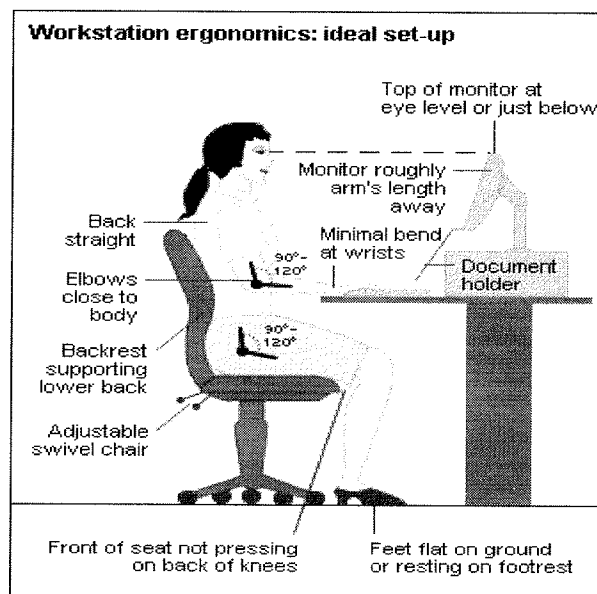 Workstation ergonomics: ideal set-up
Top of monitor at
eye level or just below
Monitor roughly
arm's length
away
Back
straight
Minimal bend
at wrists
90°-
120°
Elbows
close to
body
Document
holder
90°-
120°
Backrest
supporting
lower back
Adjustable
swivel chair
Front of seat not pressing
on back of knees
Feet flat on ground
or resting on footrest